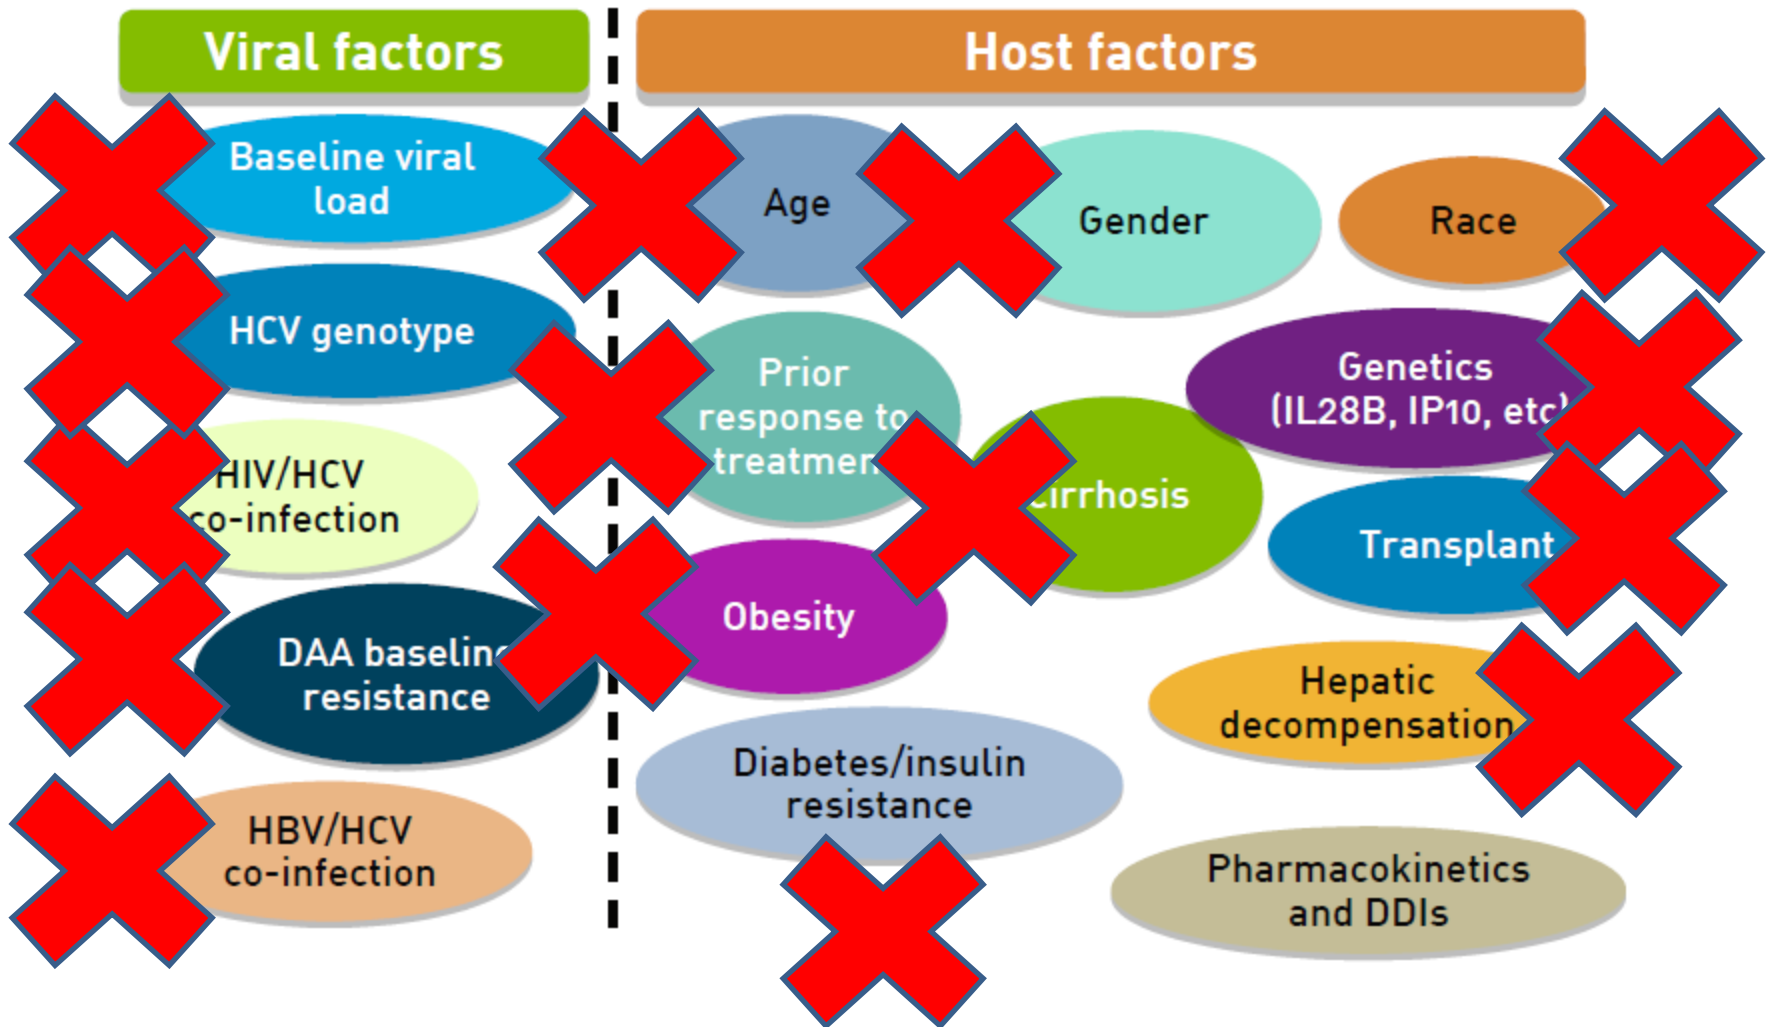 Viral factors
Host factors
Baseline viral
load
HCV genotype
HIV/HCV
co-infection
DAA baseline
resistance
HBV/HCV
co-infection
Age
Gender
Race
Prior
response to
treatment
Cirrhosis
Genetics
(IL28B, IP10, etc)
Obesity
Transplant
Hepatic
decompensation
Diabetes/insulin
resistance
Pharmacokinetics
and DDIs